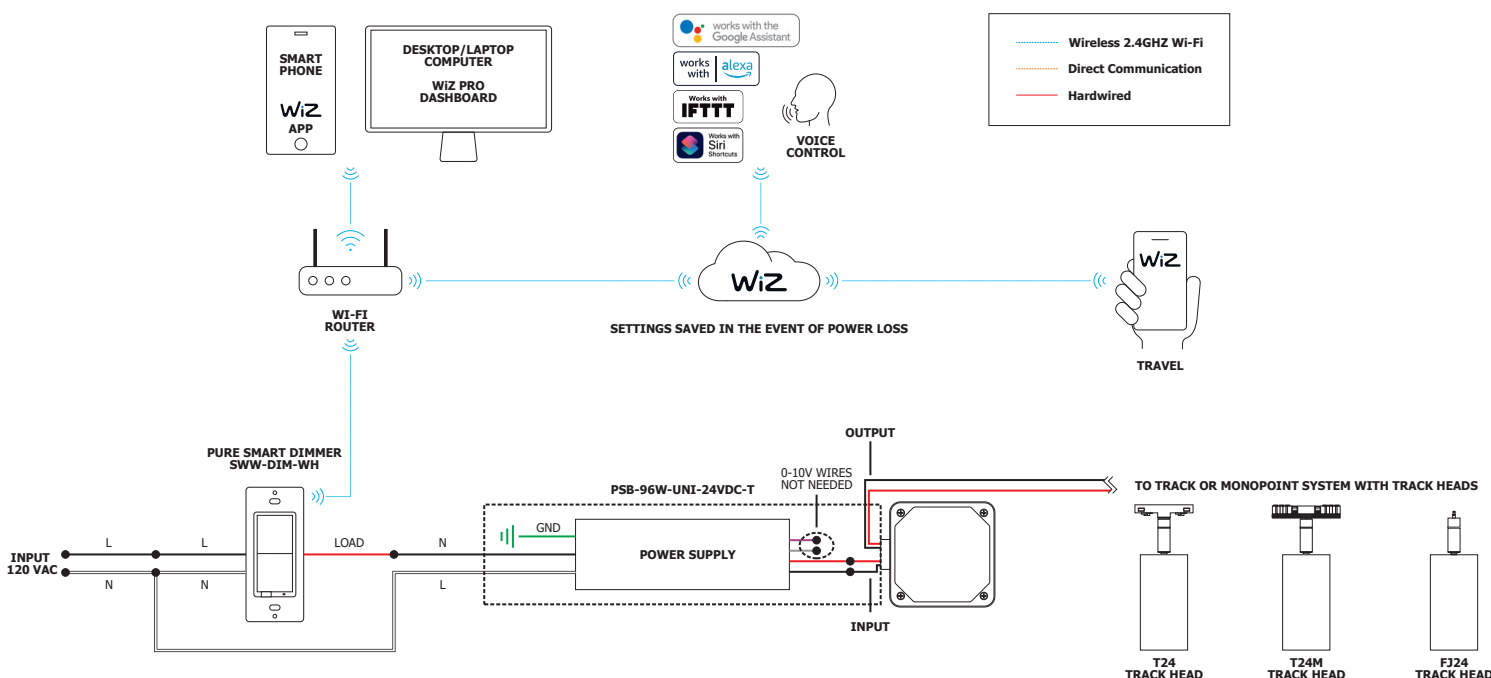 SMART
PHONE
WiZ
APP
DESKTOP/LAPTOP
COMPUTER
WiZ PRO
DASHBOARD
works with the
Google Assistant
works
with
alexa
Works with
IFTTT
Works with
Siri
Shortcuts
VOICE
CONTROL
Wireless 2.4GHZ Wi-Fi
Direct Communication
Hardwired
WI-FI
ROUTER
WiZ
SETTINGS SAVED IN THE EVENT OF POWER LOSS
WiZ
TRAVEL
PURE SMART DIMMER
SWW-DIM-WH
INPUT
120 VAC
L
L
N
N
LOAD
N
L
PSB-96W-UNI-24VDC-T
GND
POWER SUPPLY
0-10V WIRES
NOT NEEDED
OUTPUT
INPUT
TO TRACK OR MONOPOINT SYSTEM WITH TRACK HEADS
T24
TRACK HEAD
T24M
TRACK HEAD
FJ24
TRACK HEAD